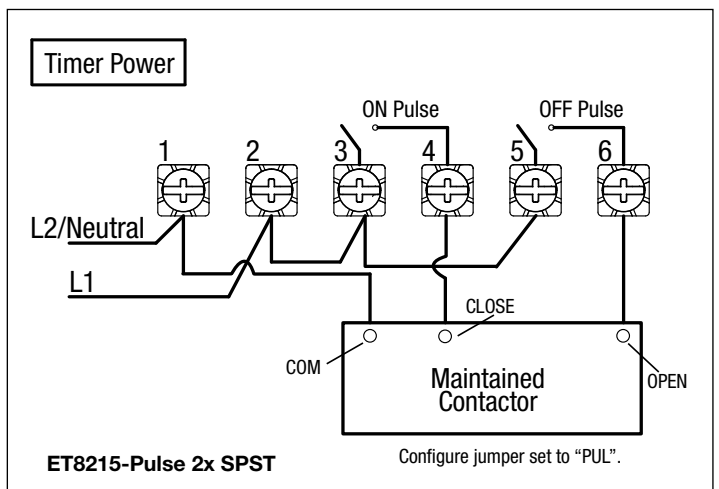 Timer Power
ON Pulse
OFF Pulse
1
2
3
4
5
6
L2/Neutral
L1
CLOSE
COM
OPEN
Maintained
Contactor
ET8215-Pulse 2x SPST
Configure jumper set to “PUL”.